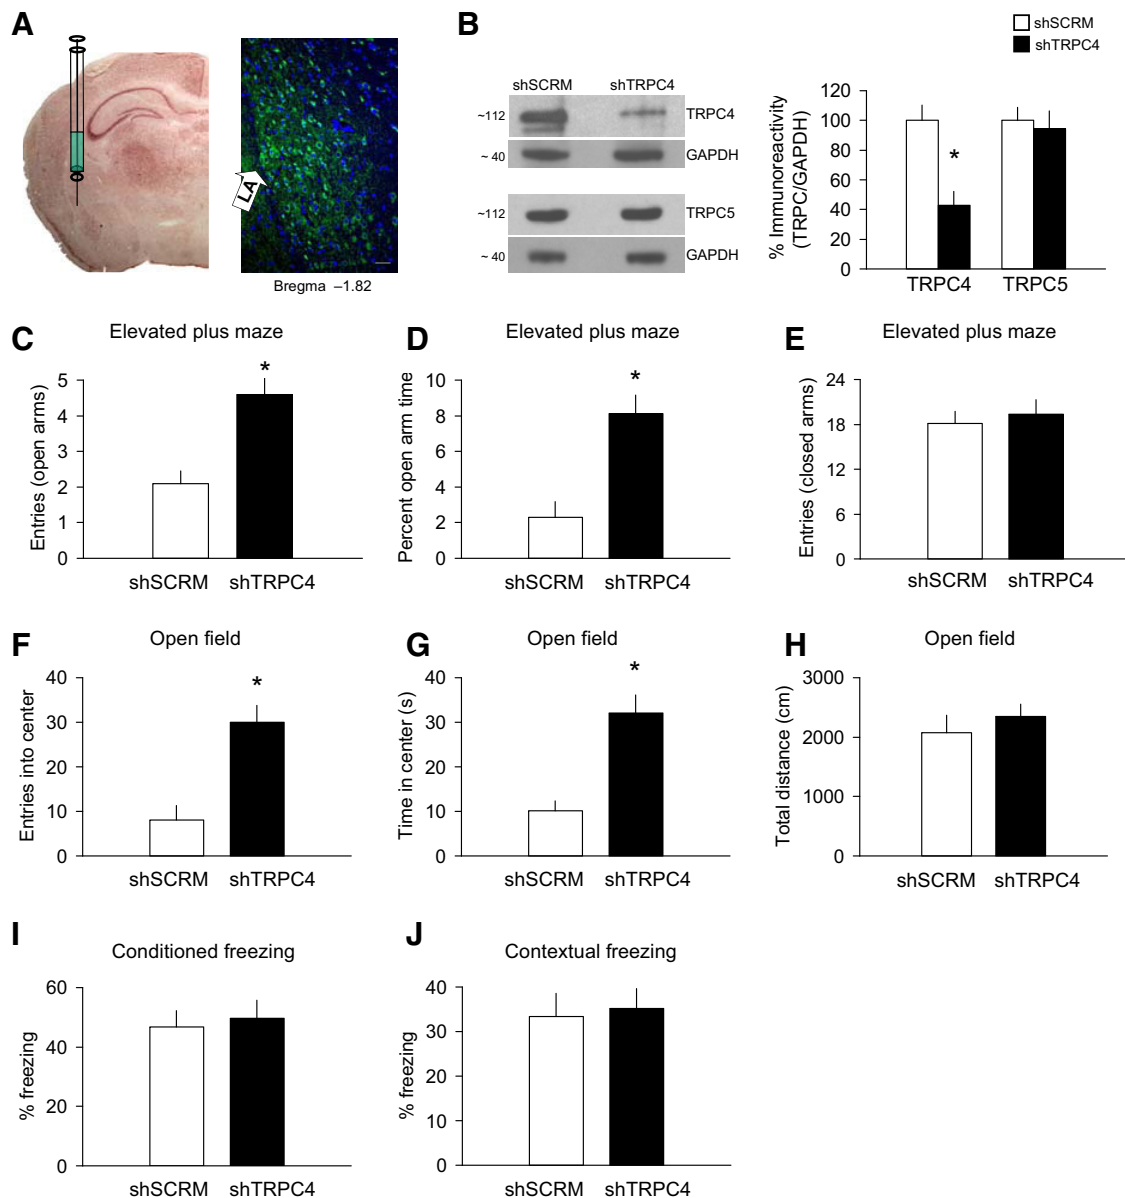 A
LA
Bregma –1.82
B
shSCRM
shTRPC4
shSCRM shTRPC4
~112 TRPC4
~ 40 GAPDH
~112 TRPC5
~ 40 GAPDH
% Immunoreactivity
(TRPC/GAPDH)
120
100
80
60
40
20
0
*
TRPC4 TRPC5
C
Elevated plus maze
Entries (open arms)
5
4
3
2
1
0
*
shSCRM shTRPC4
D
Elevated plus maze
Percent open arm time
10
8
6
4
2
0
*
shSCRM shTRPC4
E
Elevated plus maze
Entries (closed arms)
24
18
12
6
0
shSCRM shTRPC4
F
Open field
Entries into center
40
30
20
10
0
*
shSCRM shTRPC4
G
Open field
Time in center (s)
40
30
20
10
0
*
shSCRM shTRPC4
H
Open field
Total distance (cm)
3000
2000
1000
0
shSCRM shTRPC4
I
Conditioned freezing
% freezing
60
40
20
0
shSCRM shTRPC4
J
Contextual freezing
% freezing
40
30
20
10
0
shSCRM shTRPC4